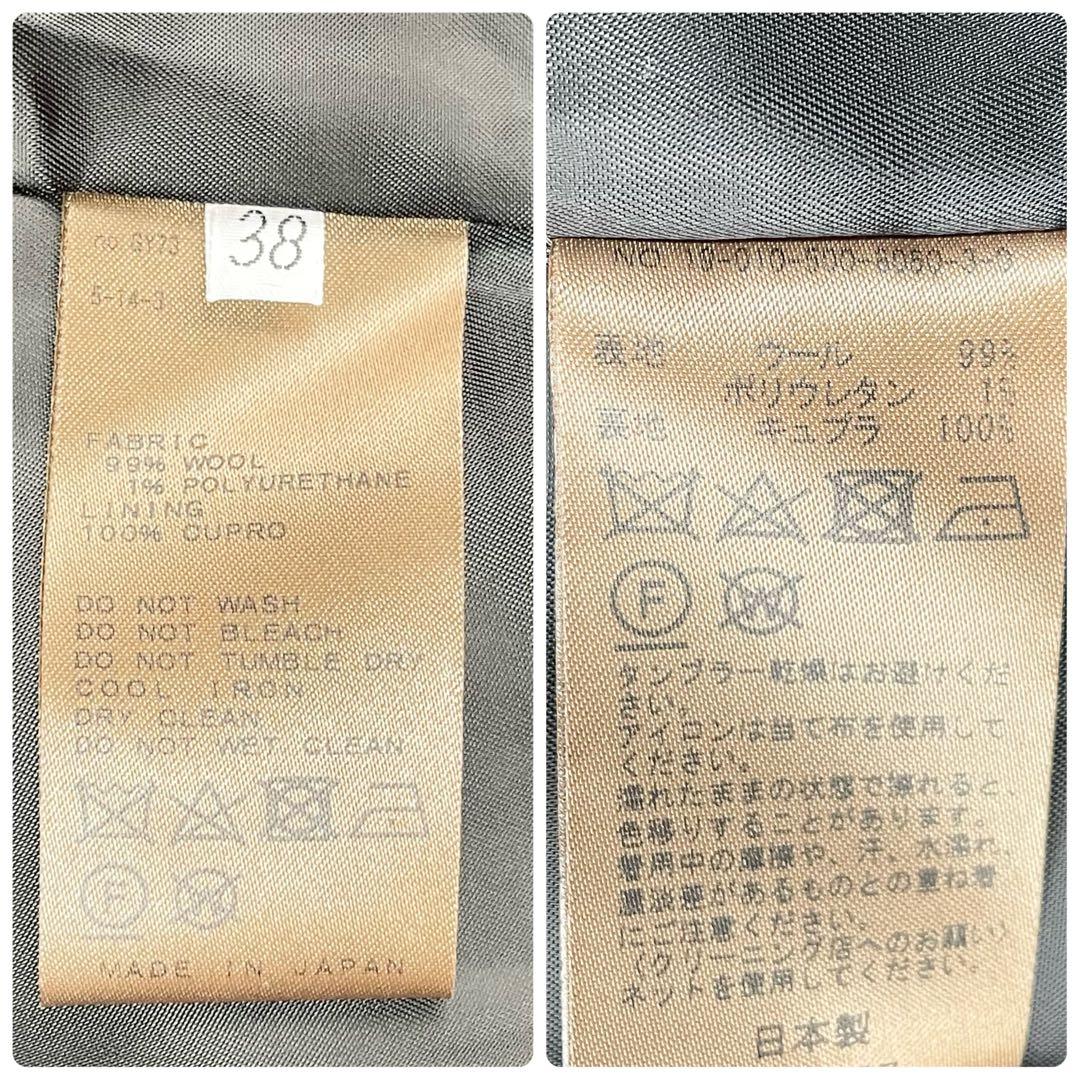 38
5-14-3
FABRIC
99% WOOL
1% POLYURETHANE
LINING
100% CUPRO
DO NOT WASH
DO NOT BLEACH
DO NOT TUMBLE DRY
COOL IRON
DRY CLEAN
DO NOT WET CLEAN
MADE IN JAPAN
表地 ウール 99%
ポリウレタン 1%
裏地 キュプラ 100%
F
W
タンブラー乾燥はお避けくだ
さい。
アイロンは当て布を使用して
ください。
濡れたままの状態で擦れると、
色移りすることがあります。
着用中の摩擦や、汗、水濡れ、
濃淡差があるものとの重ね着
にご注意ください。
(クリーニング店へのお願い)
ネットを使用してください。
日本製